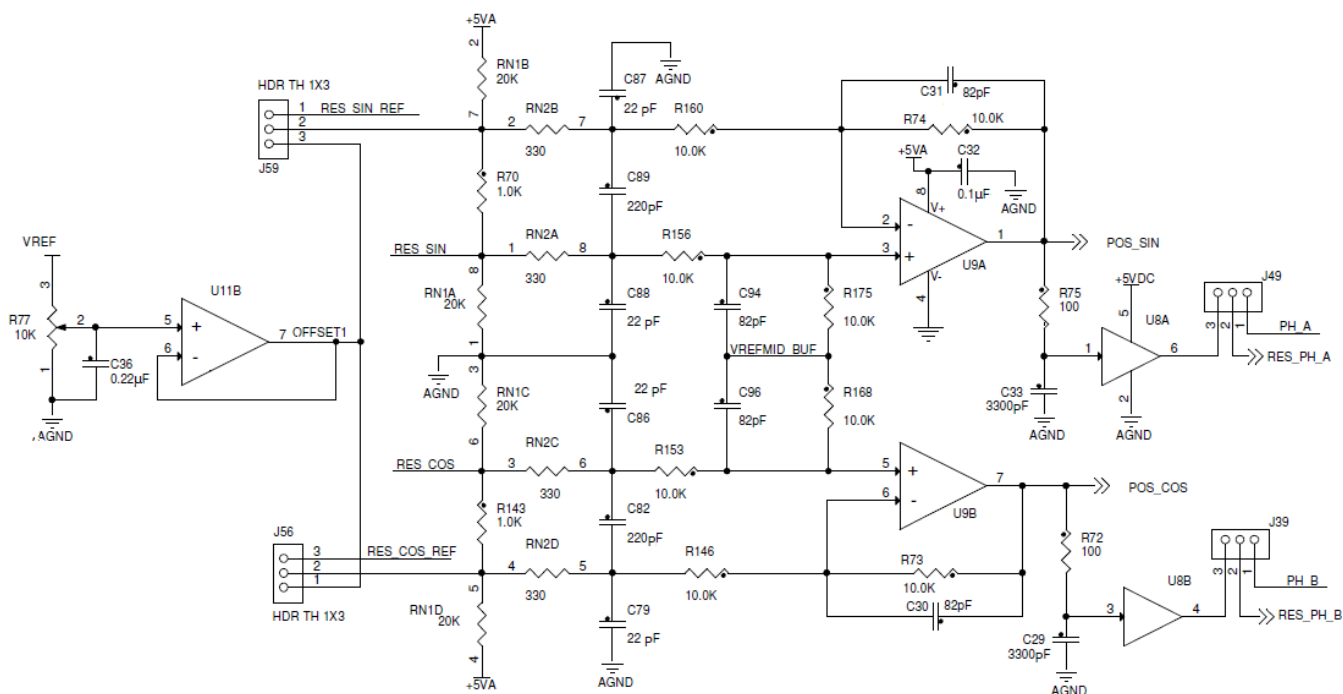 +5VA
2
RN1B
20K
7
C87
22 pF
AGND
HDR TH 1X3
1
RES_SIN_REF
2
3
J59
RN2B
2
7
330
R160
10.0K
C31
82pF
R74
10.0K
+5VA
C32
0.1µF
AGND
8
V+
R70
1.0K
C89
220pF
2
-
3
+
1
U9A
V-
4
POS_SIN
RES_SIN
RN2A
1
8
330
R156
10.0K
VREF
3
R77
10K
2
1
C36
0.22µF
AGND
U11B
5
+
6
-
7
OFFSET1
8
RN1A
20K
1
AGND
C88
22 pF
C94
82pF
R175
10.0K
VREFMID_BUF
R75
100
+5VDC
5
U8A
1
6
2
AGND
J49
3
2
1
PH_A
RES_PH_A
C33
3300pF
AGND
3
RN1C
20K
6
22 pF
C86
C96
82pF
R168
10.0K
RES_COS
RN2C
3
6
330
R153
10.0K
5
+
6
-
7
U9B
POS_COS
R143
1.0K
C82
220pF
J56
3
RES_COS_REF
2
1
HDR TH 1X3
RN2D
4
5
330
R146
10.0K
R73
10.0K
C30
82pF
R72
100
J39
3
2
1
PH_B
RES_PH_B
U8B
3
4
5
RN1D
20K
4
+5VA
C79
22 pF
AGND
C29
3300pF
AGND